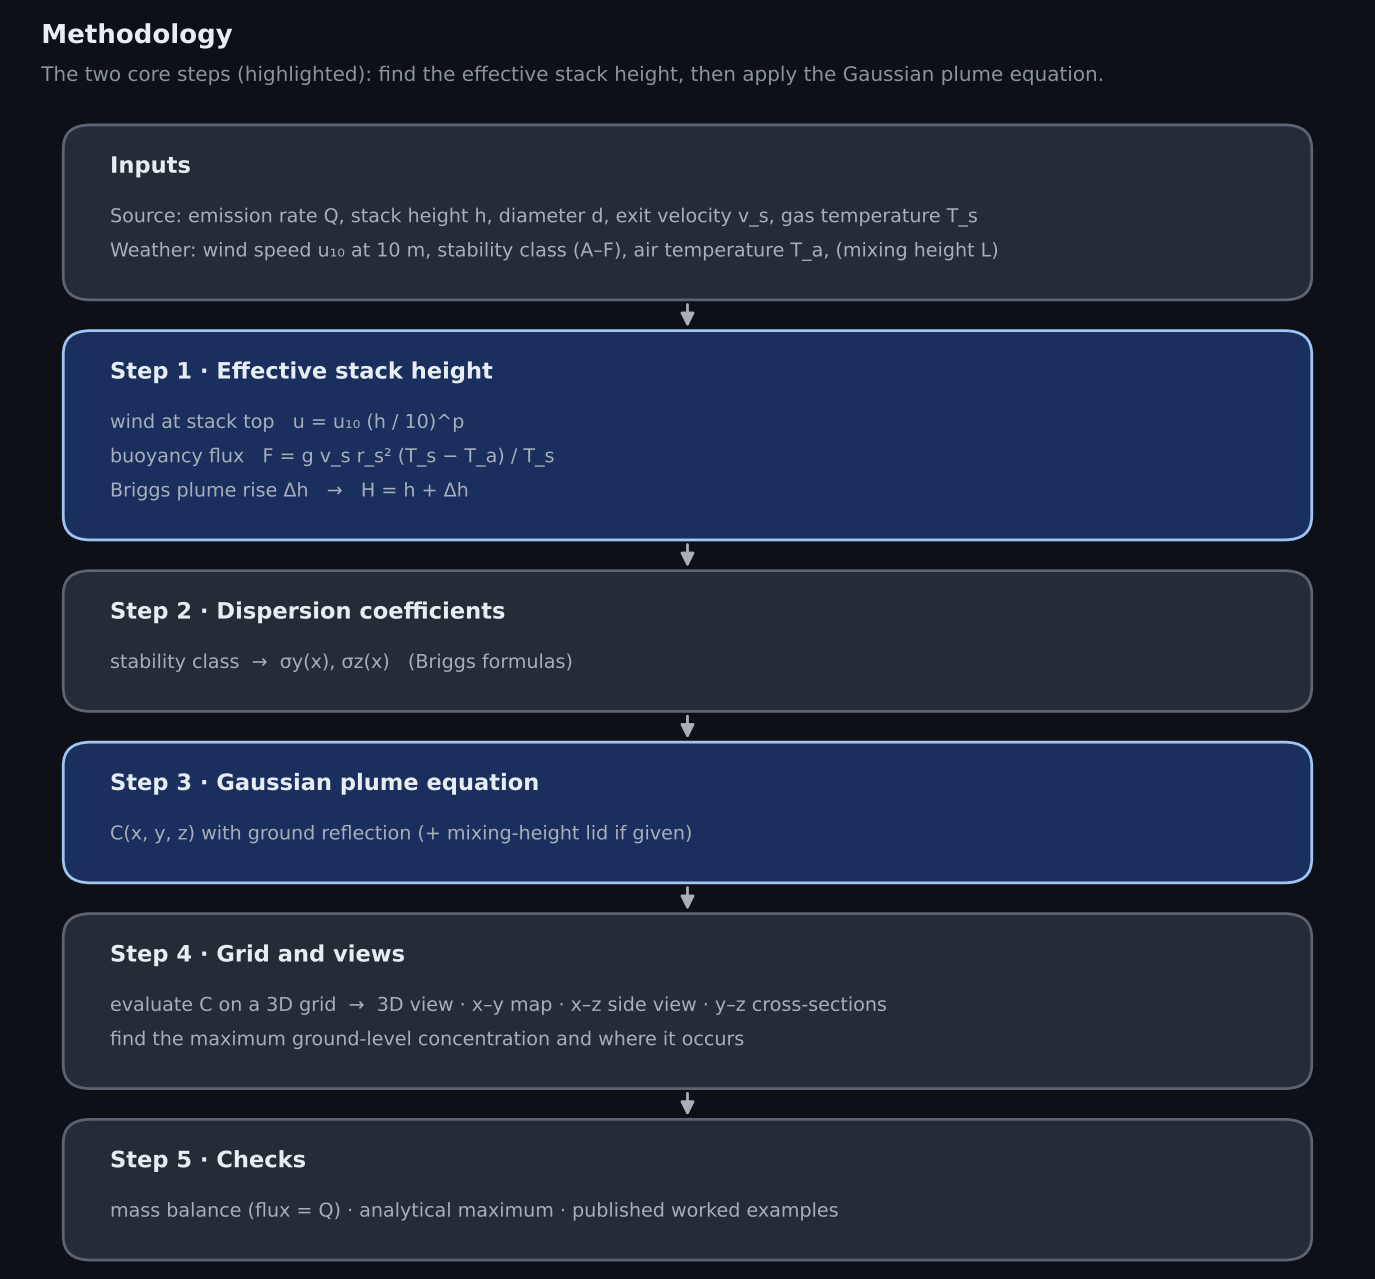 Methodology
The two core steps (highlighted): find the effective stack height, then apply the Gaussian plume equation.
Inputs
Source: emission rate Q, stack height h, diameter d, exit velocity v_s, gas temperature T_s
Weather: wind speed u₁₀ at 10 m, stability class (A–F), air temperature T_a, (mixing height L)
Step 1 · Effective stack height
wind at stack top   u = u₁₀ (h / 10)^p
buoyancy flux   F = g v_s r_s² (T_s − T_a) / T_s
Briggs plume rise Δh   →   H = h + Δh
Step 2 · Dispersion coefficients
stability class  →  σy(x), σz(x)   (Briggs formulas)
Step 3 · Gaussian plume equation
C(x, y, z) with ground reflection (+ mixing-height lid if given)
Step 4 · Grid and views
evaluate C on a 3D grid  →  3D view · x–y map · x–z side view · y–z cross-sections
find the maximum ground-level concentration and where it occurs
Step 5 · Checks
mass balance (flux = Q) · analytical maximum · published worked examples